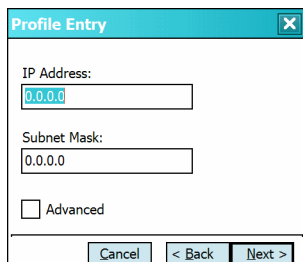 Profile Entry
IP Address:
0.0.0.0
Subnet Mask:
0.0.0.0
Advanced
Cancel < Back Next >